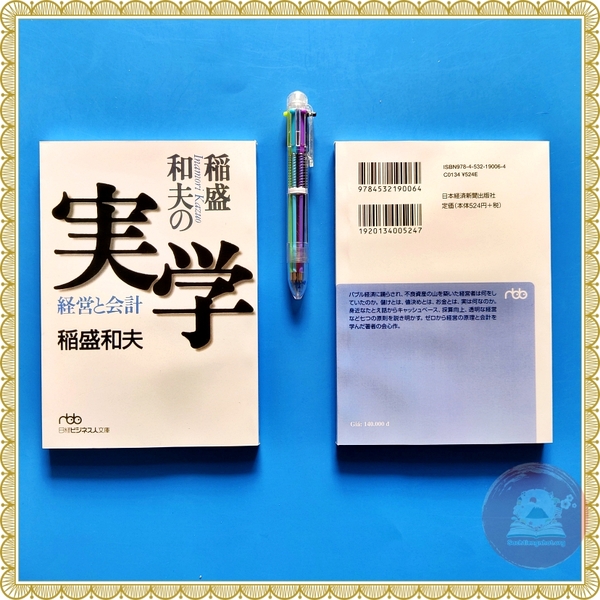 稲盛
和夫の
Inamori Kazuo
実学
経営と会計
稲盛和夫
nbb
日経ビジネス人文庫
ISBN978-4-532-19006-4
C0134 ¥524E
9784532190064
日本経済新聞出版社
定価(本体524円+税)
1920134005247
nbb
バブル経済に踊らされ、不良資産の山を築いた経営者は何をし
ていたのか。儲けとは、値決めとは、お金とは、実は何なのか。
身近なたとえ話からキャッシュベース、採算向上、透明な経営
など七つの原則を説き明かす。ゼロから経営の原理と会計を
学んだ著者の会心作。
Giá: 140.000 đ